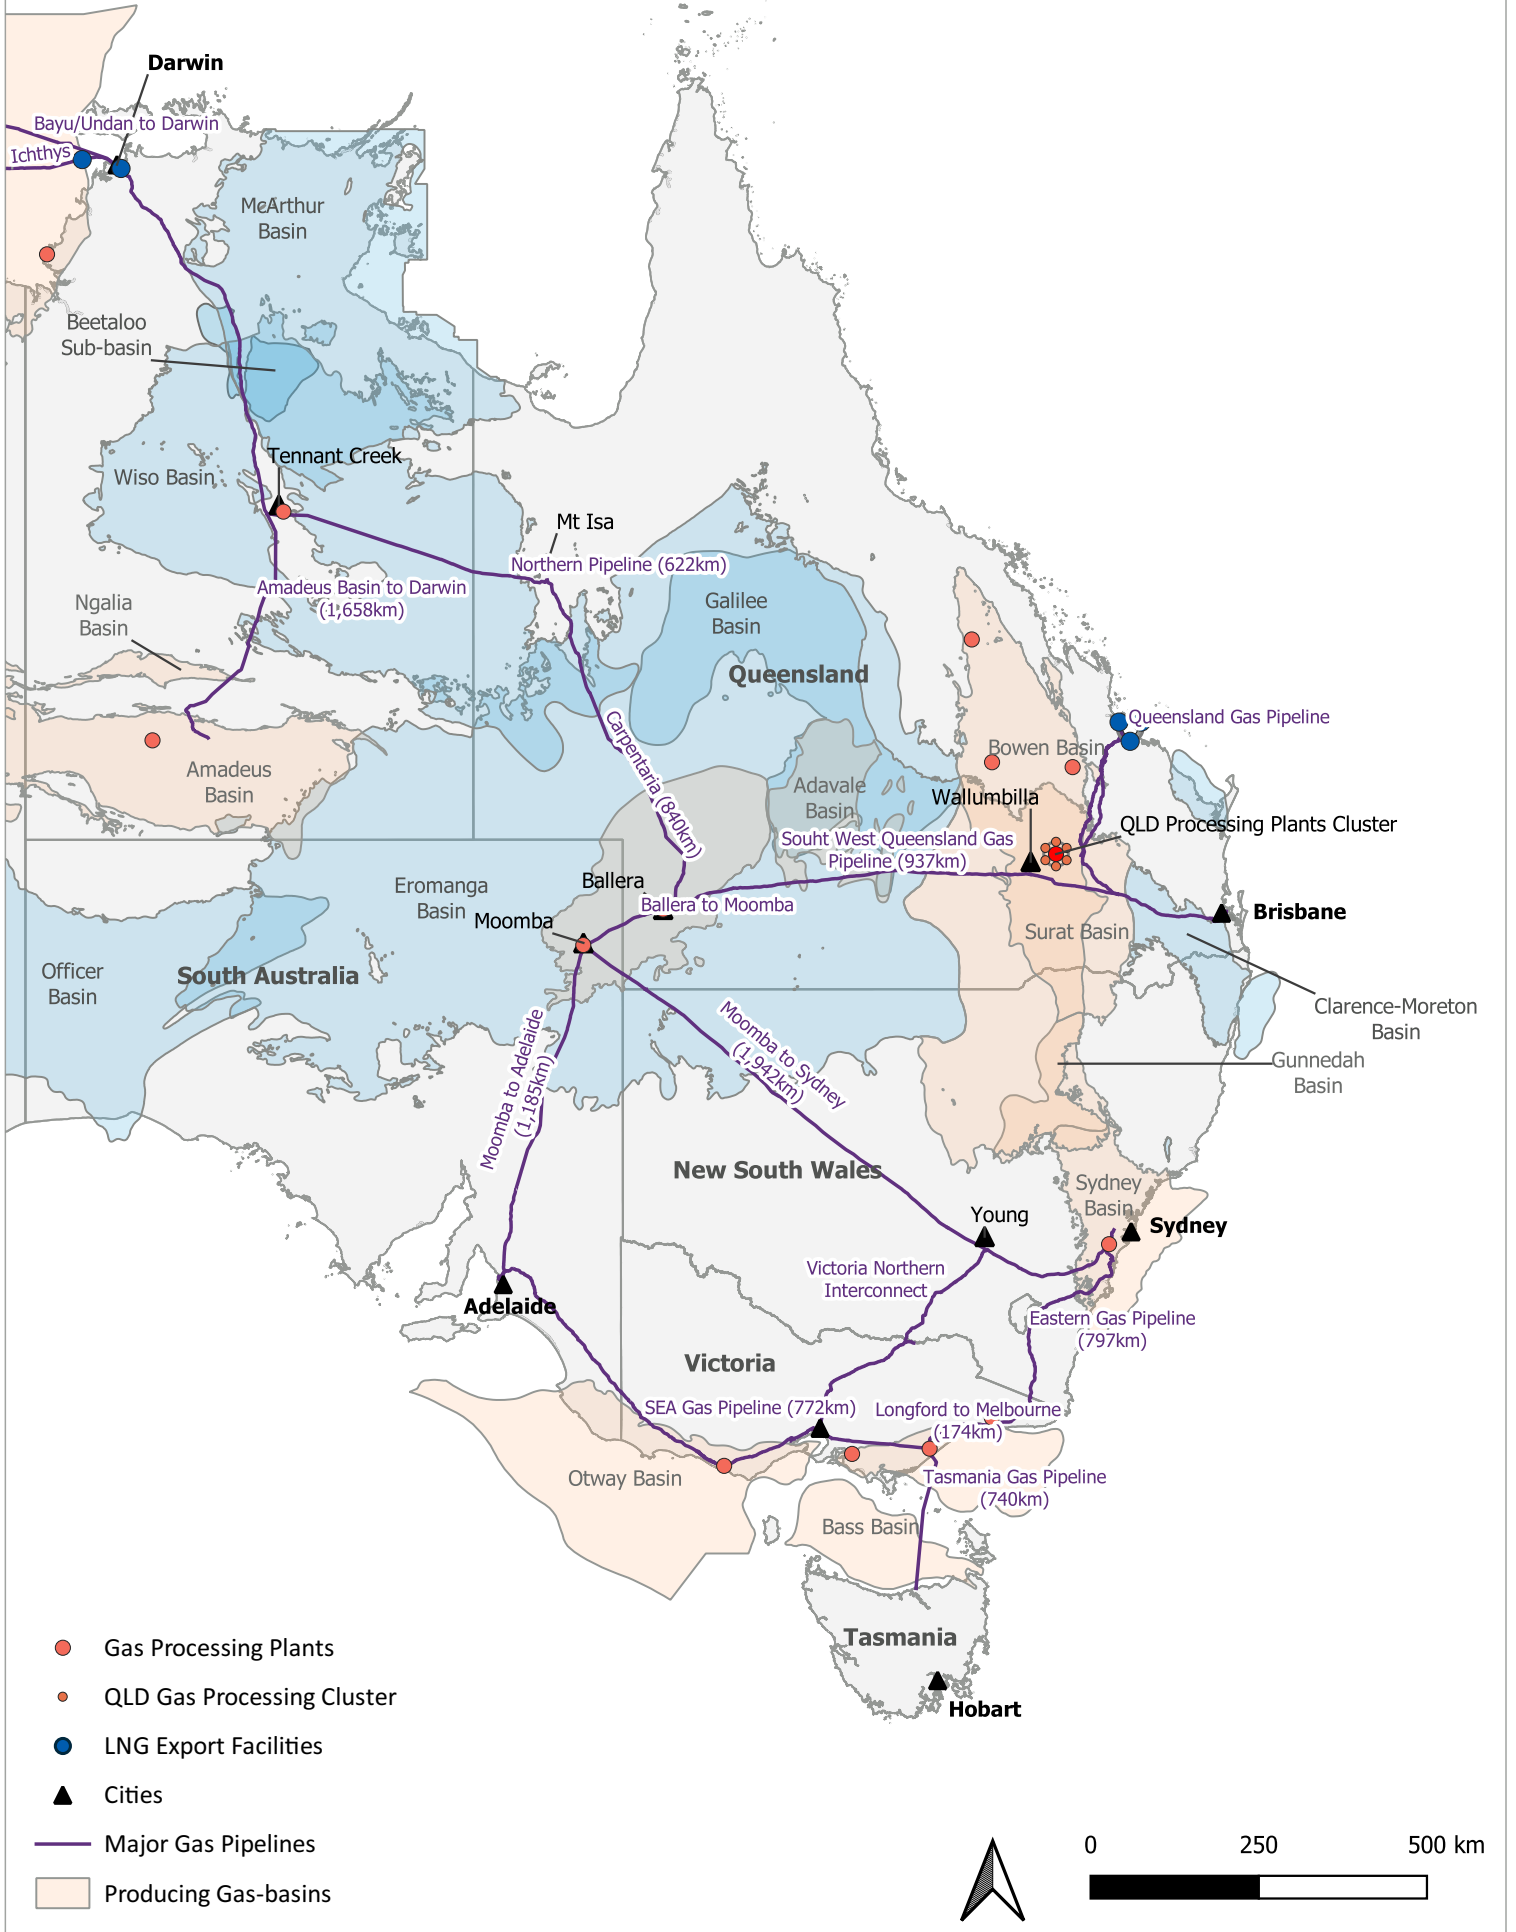 Darwin
Bayu/Undan to Darwin
Ichthys
McArthur
Basin
Beetaloo
Sub-basin
Tennant Creek
Wiso Basin
Mt Isa
Northern Pipeline (622km)
Amadeus Basin to Darwin
(1,658km)
Ngalia
Basin
Galilee
Basin
Queensland
Queensland Gas Pipeline
Carpentaria (840km)
Bowen Basin
Amadeus
Basin
Adavale
Basin
Wallumbilla
QLD Processing Plants Cluster
Souht West Queensland Gas
Pipeline (937km)
Eromanga
Basin
Ballera
Ballera to Moomba
Moomba
Brisbane
Surat Basin
Officer
Basin
South Australia
Clarence-Moreton
Basin
Moomba to Adelaide
(1,185km)
Moomba to Sydney
(1,942km)
Gunnedah
Basin
New South Wales
Sydney
Basin
Young
Sydney
Victoria Northern
Interconnect
Adelaide
Eastern Gas Pipeline
(797km)
Victoria
SEA Gas Pipeline (772km)
Longford to Melbourne
(174km)
Otway Basin
Tasmania Gas Pipeline
(740km)
Bass Basin
Tasmania
Hobart
Gas Processing Plants
QLD Gas Processing Cluster
LNG Export Facilities
Cities
Major Gas Pipelines
Producing Gas-basins
0 250 500 km